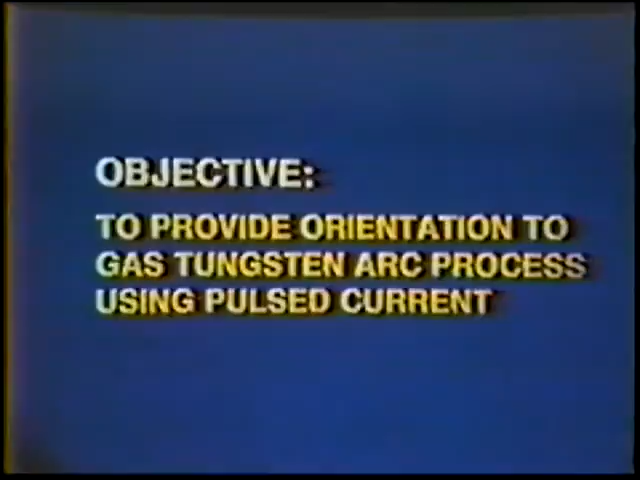 OBJECTIVE:
TO PROVIDE ORIENTATION TO
GAS TUNGSTEN ARC PROCESS
USING PULSED CURRENT